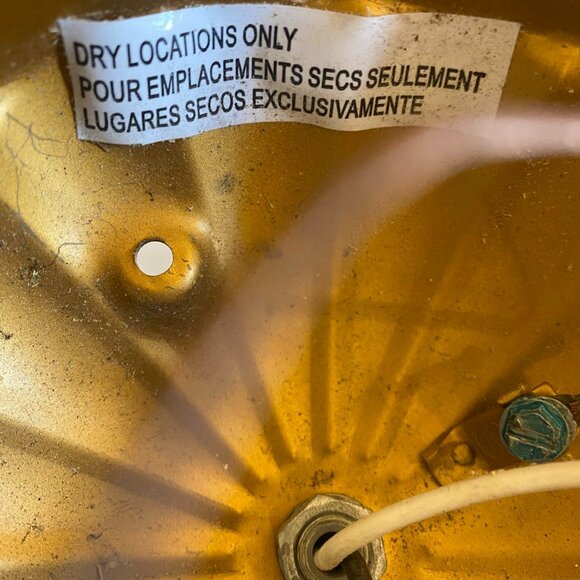 DRY LOCATIONS ONLY
POUR EMPLACEMENTS SECS SEULEMENT
LUGARES SECOS EXCLUSIVAMENTE